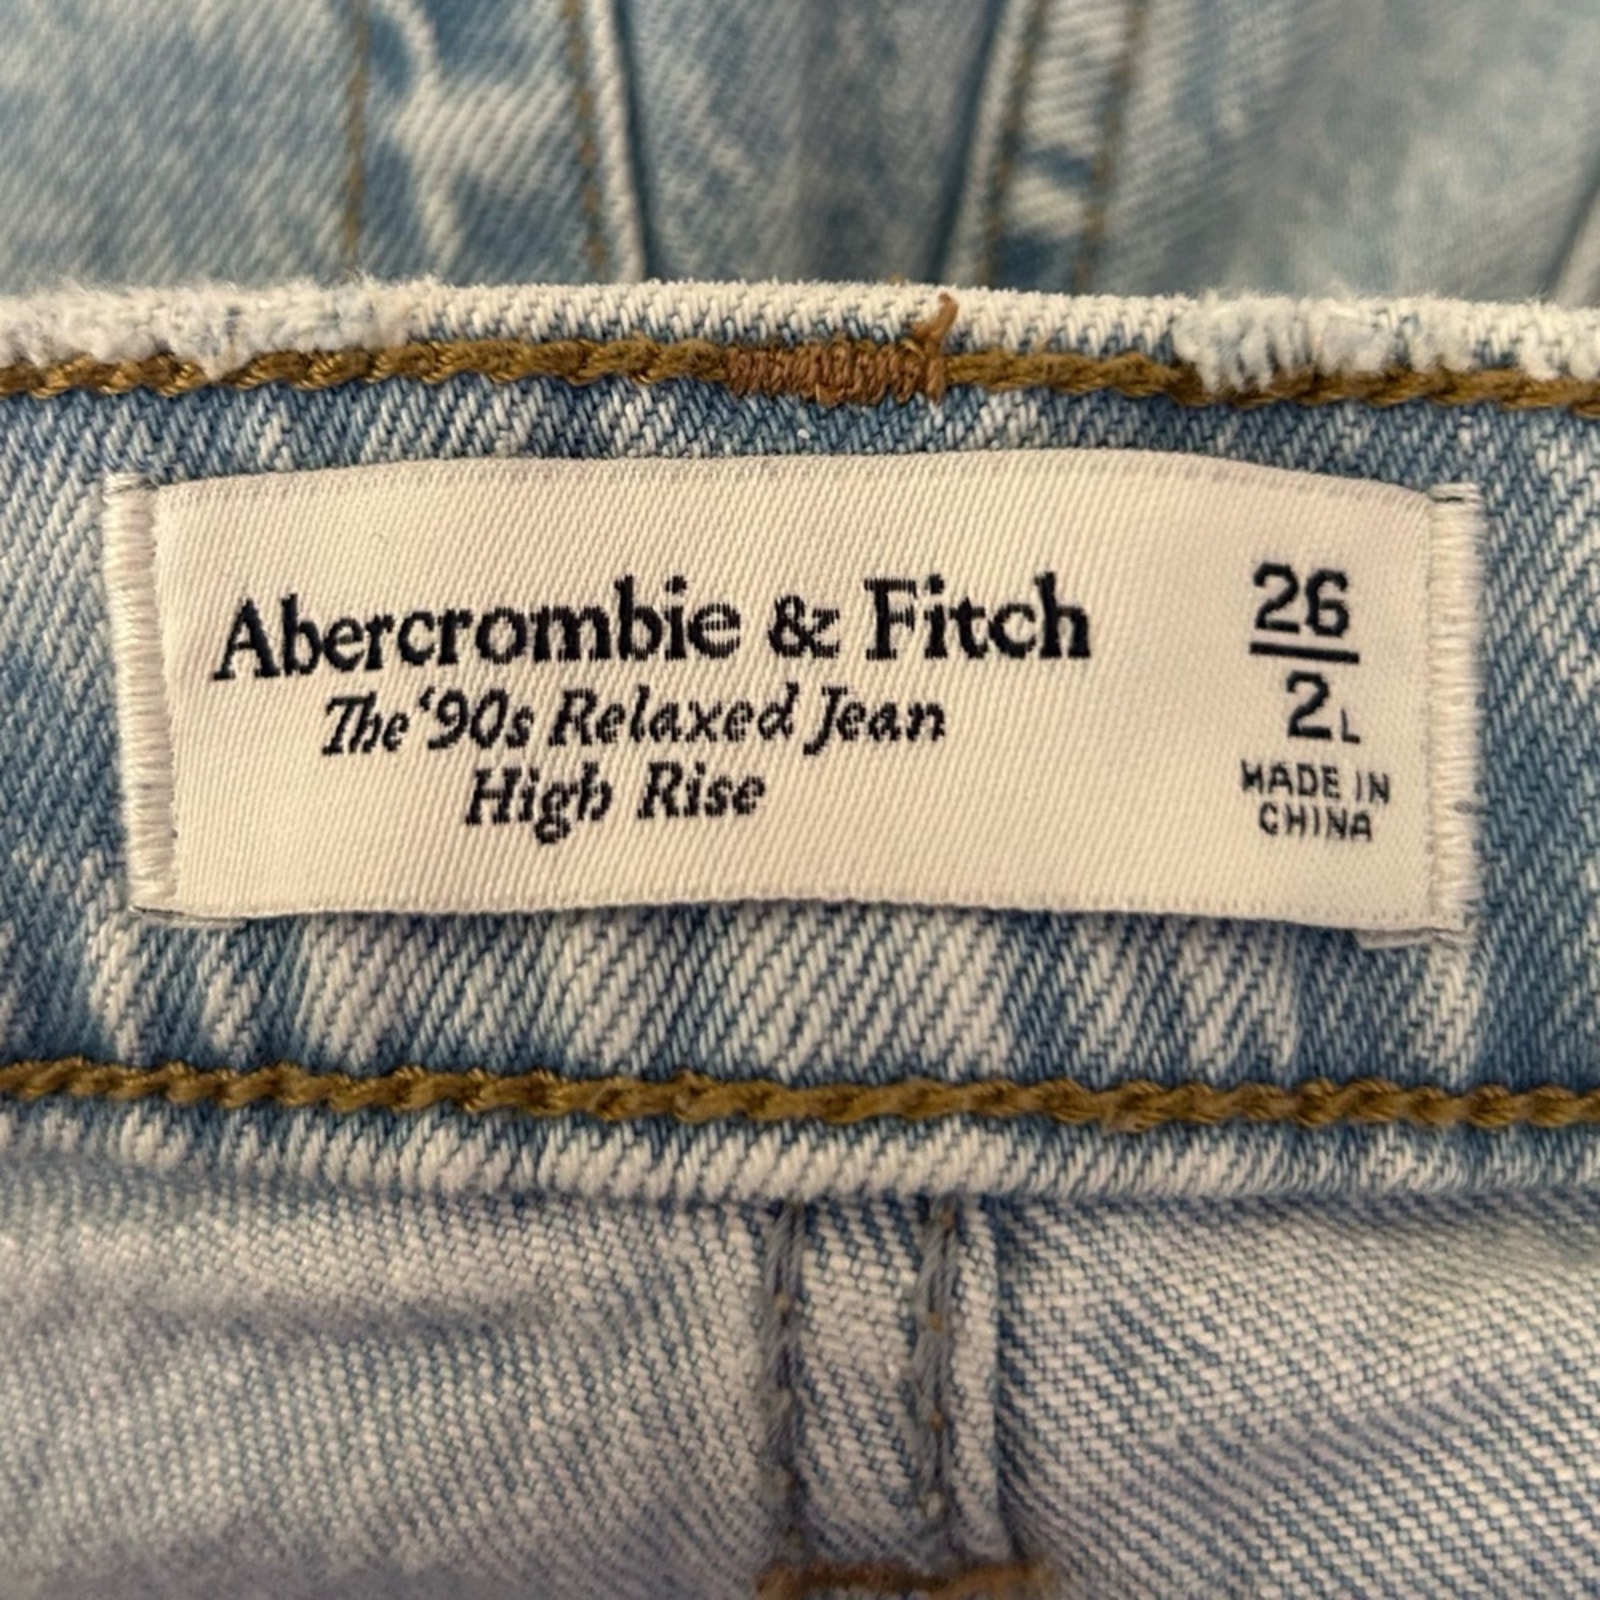 Abercrombie & Fitch
The ‘90s Relaxed Jean
High Rise
26
2L
MADE IN
CHINA